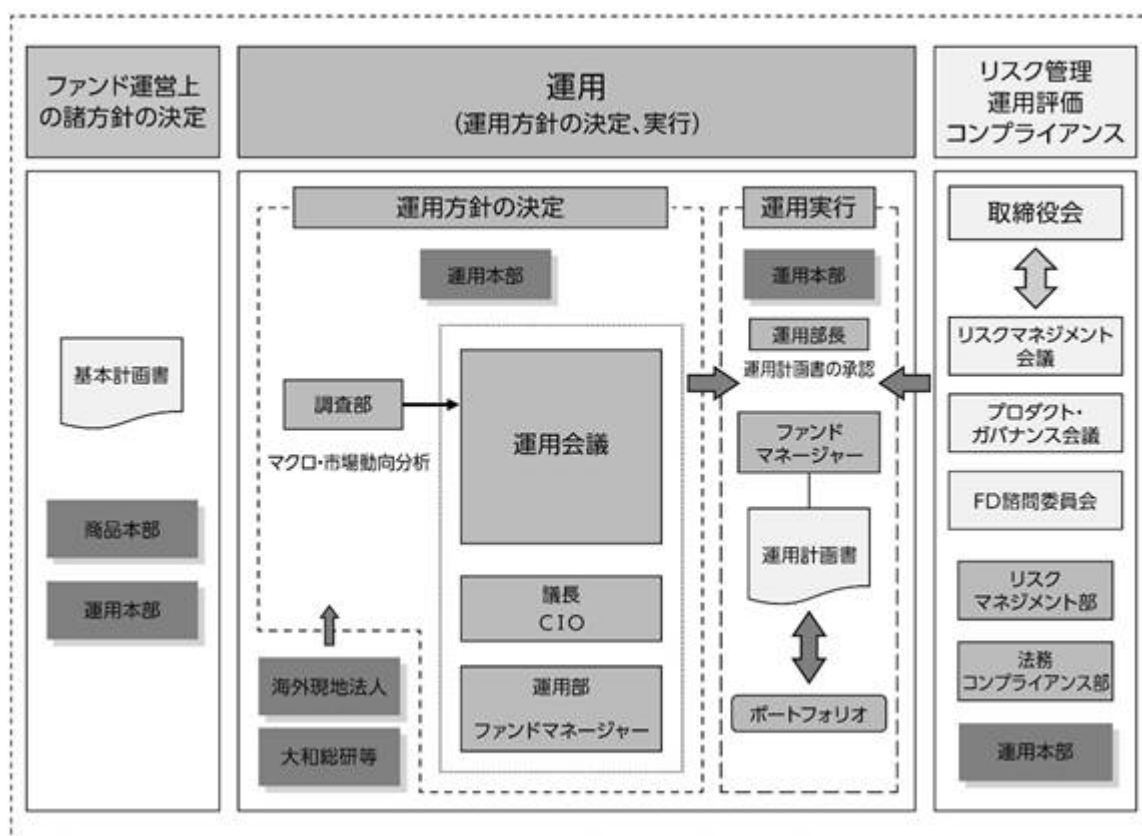 ファンド運営上
の諸方針の決定
運用
(運用方針の決定、実行)
リスク管理
運用評価
コンプライアンス
基本計画書
商品本部
運用本部
運用方針の決定
運用本部
調査部
マクロ・市場動向分析
運用会議
議長
CIO
運用部
ファンドマネージャー
海外現地法人
大和総研等
運用実行
運用本部
運用部長
運用計画書の承認
ファンド
マネージャー
運用計画書
ポートフォリオ
取締役会
リスクマネジメント
会議
プロダクト・
ガバナンス会議
FD諮問委員会
リスク
マネジメント部
法務
コンプライアンス部
運用本部